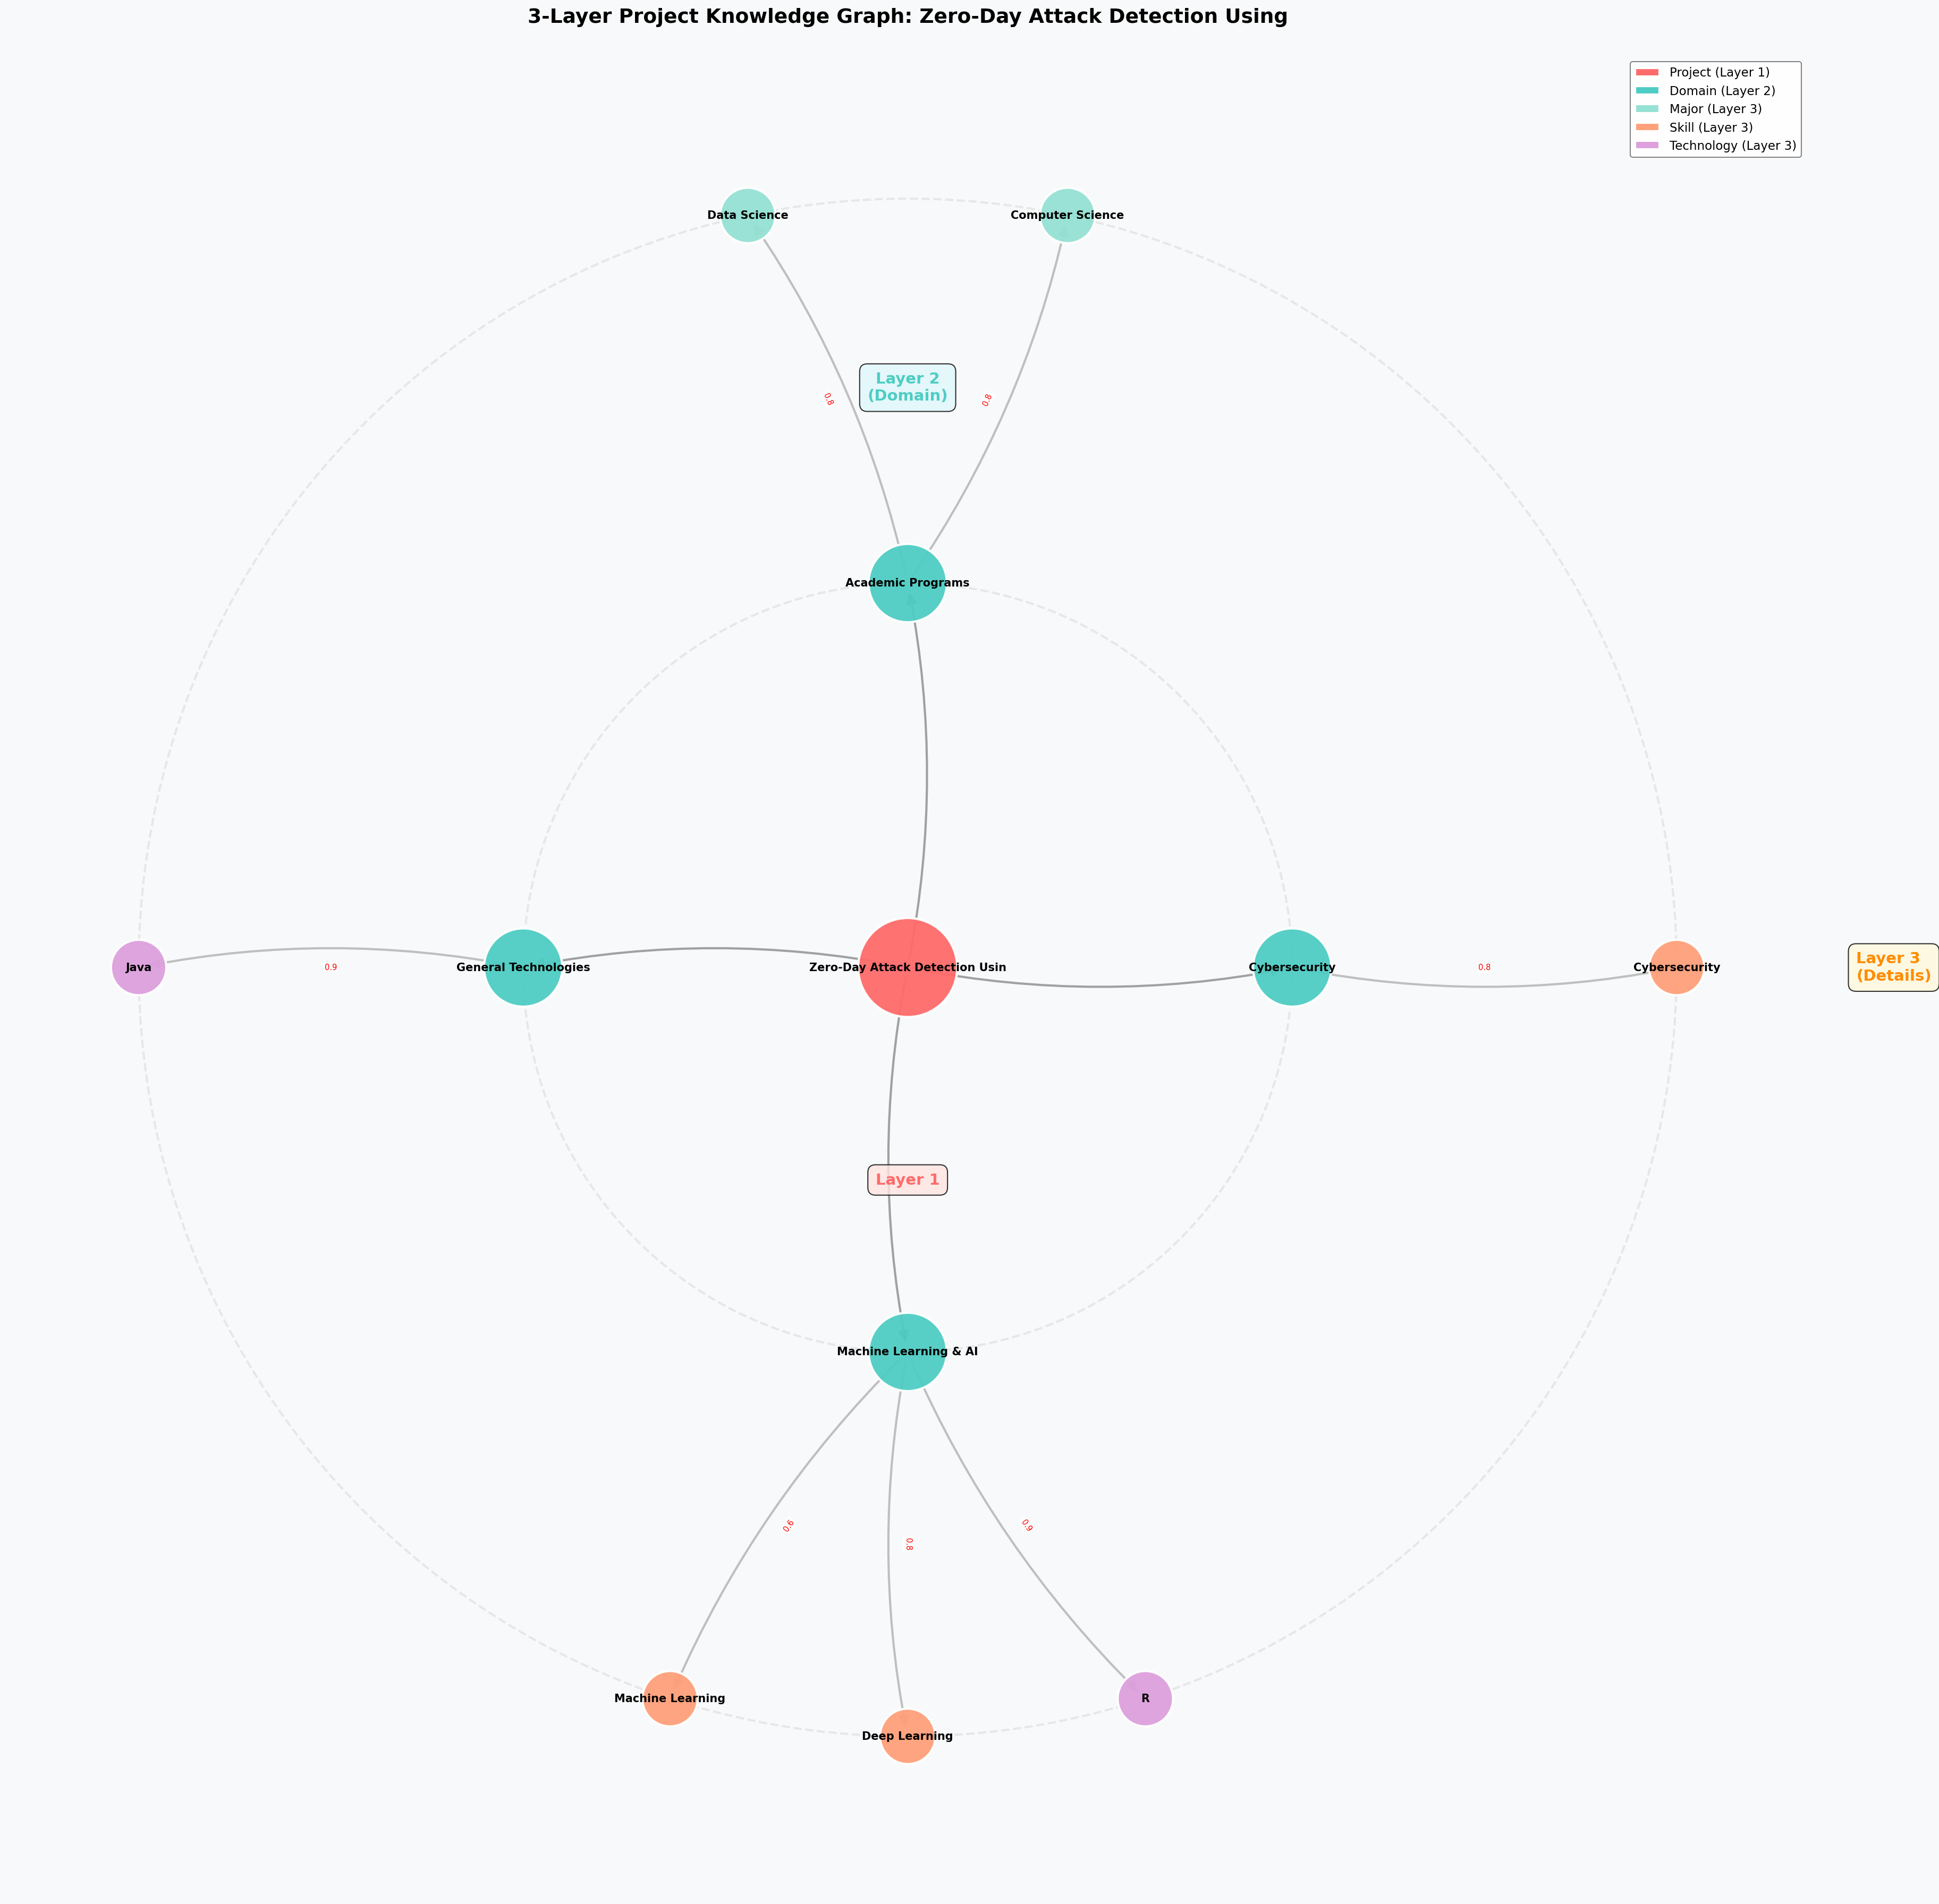 3-Layer Project Knowledge Graph: Zero-Day Attack Detection Using
Project (Layer 1)
Domain (Layer 2)
Major (Layer 3)
Skill (Layer 3)
Technology (Layer 3)
Data Science
Computer Science
Layer 2
(Domain)
0.8
0.8
Academic Programs
Java
0.9
General Technologies
Zero-Day Attack Detection Usin
Cybersecurity
0.8
Cybersecurity
Layer 3
(Details)
Layer 1
Machine Learning & AI
0.6
0.8
0.9
Machine Learning
R
Deep Learning